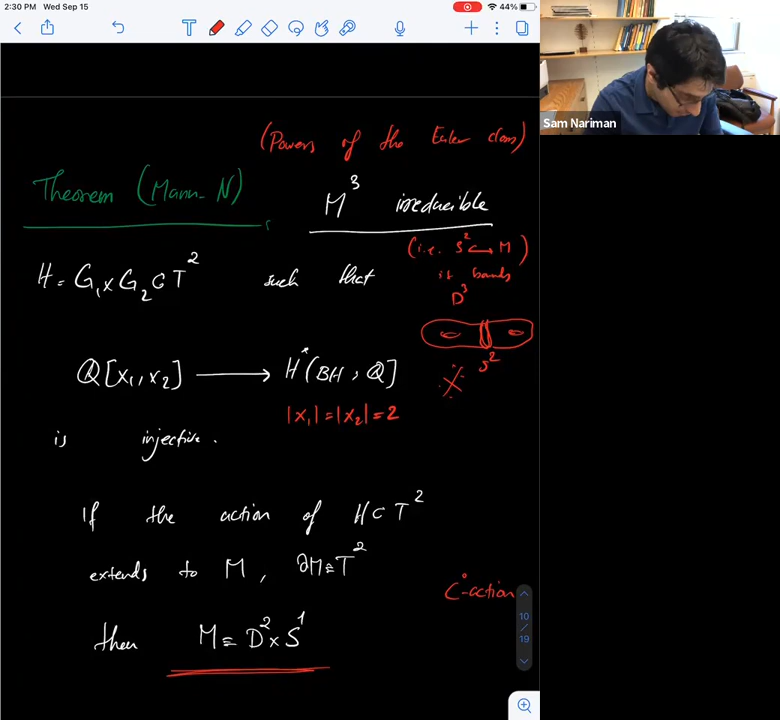 2:30 PM Wed Sep 15
44%
Sam Nariman
(Powers of the Euler class)
Theorem (Mann-N)
M³ irreducible
(i.e. S² ↪ M)
it bounds
D³
H = G₁ × G₂ ↻ T² such that
S²
Q[x₁, x₂] ⟶ H*(BH; Q)
|x₁| = |x₂| = 2
is injective.
If the action of H ↻ T²
extends to M, ∂M ≅ T²
C⁰-action
then M ≅ D² × S¹
10
/
19